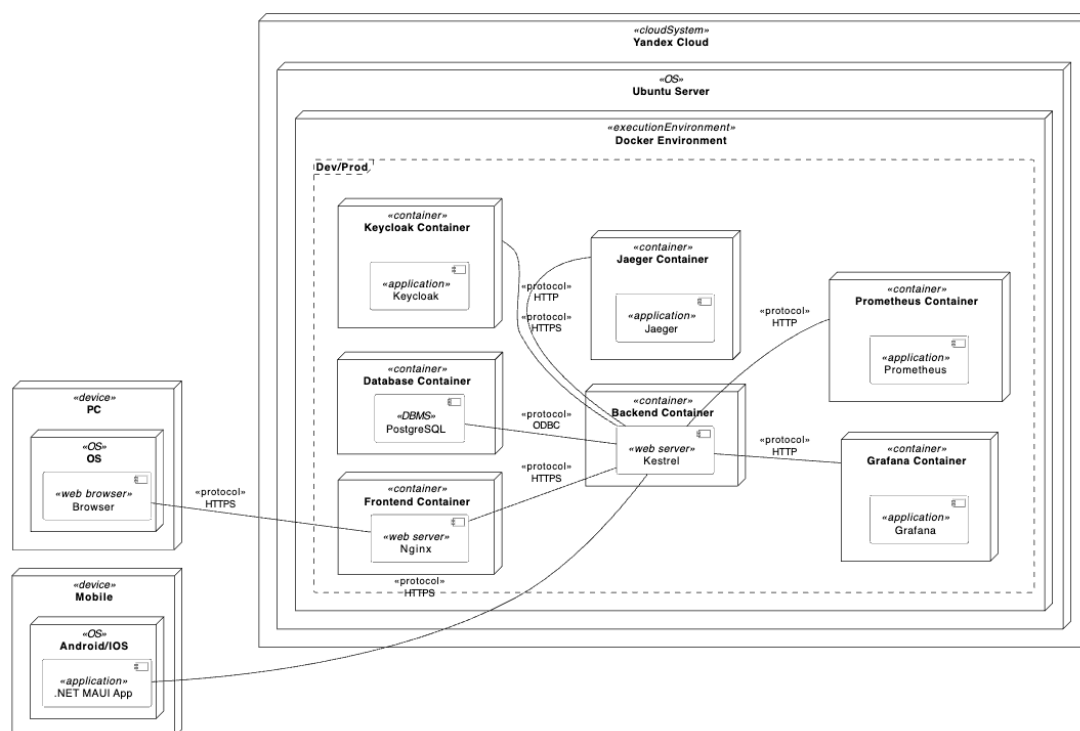 «cloudSystem»
Yandex Cloud
«OS»
Ubuntu Server
«executionEnvironment»
Docker Environment
Dev/Prod
«container»
Keycloak Container
«application»
Keycloak
«container»
Jaeger Container
«application»
Jaeger
«container»
Prometheus Container
«application»
Prometheus
«protocol»
HTTP
«protocol»
HTTPS
«protocol»
HTTP
«container»
Database Container
«DBMS»
PostgreSQL
«protocol»
ODBC
«container»
Backend Container
«web server»
Kestrel
«protocol»
HTTP
«container»
Grafana Container
«application»
Grafana
«device»
PC
«OS»
OS
«web browser»
Browser
«protocol»
HTTPS
«container»
Frontend Container
«web server»
Nginx
«protocol»
HTTPS
«protocol»
HTTPS
«device»
Mobile
«OS»
Android/IOS
«application»
.NET MAUI App